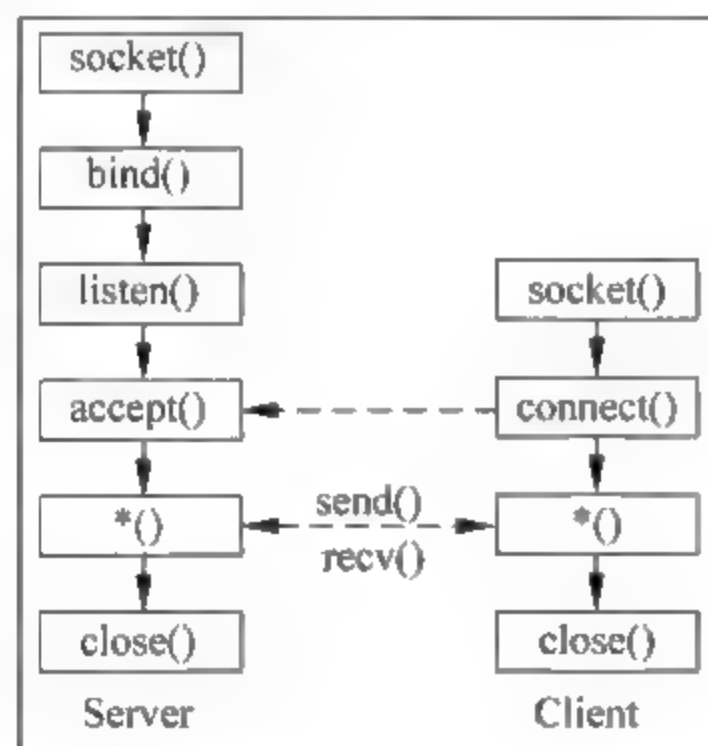 socket()
bind()
listen()
accept()
*()
close()
Server
send()
recv()
socket()
connect()
*()
close()
Client